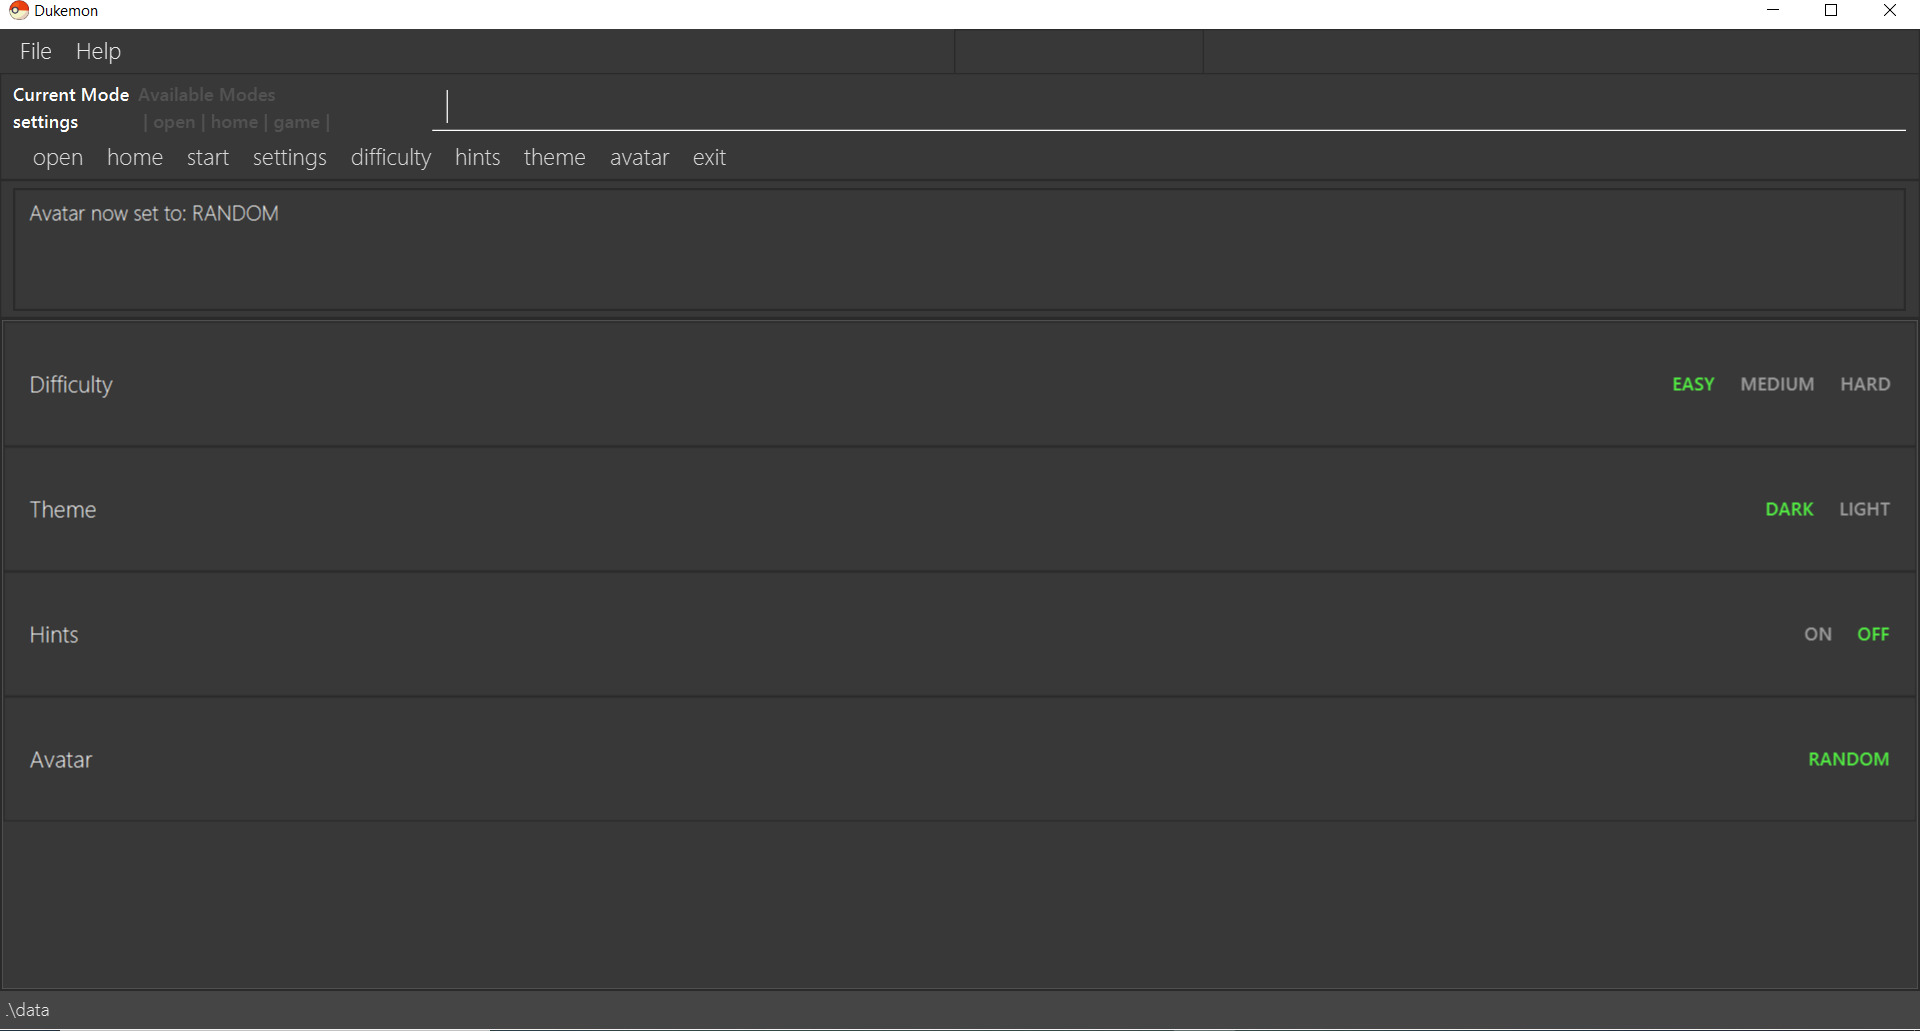 Dukemon
File Help
Current Mode Available Modes
settings | open | home | game |
open home start settings difficulty hints theme avatar exit
Avatar now set to: RANDOM
Difficulty EASY MEDIUM HARD
Theme DARK LIGHT
Hints ON OFF
Avatar RANDOM
.\data